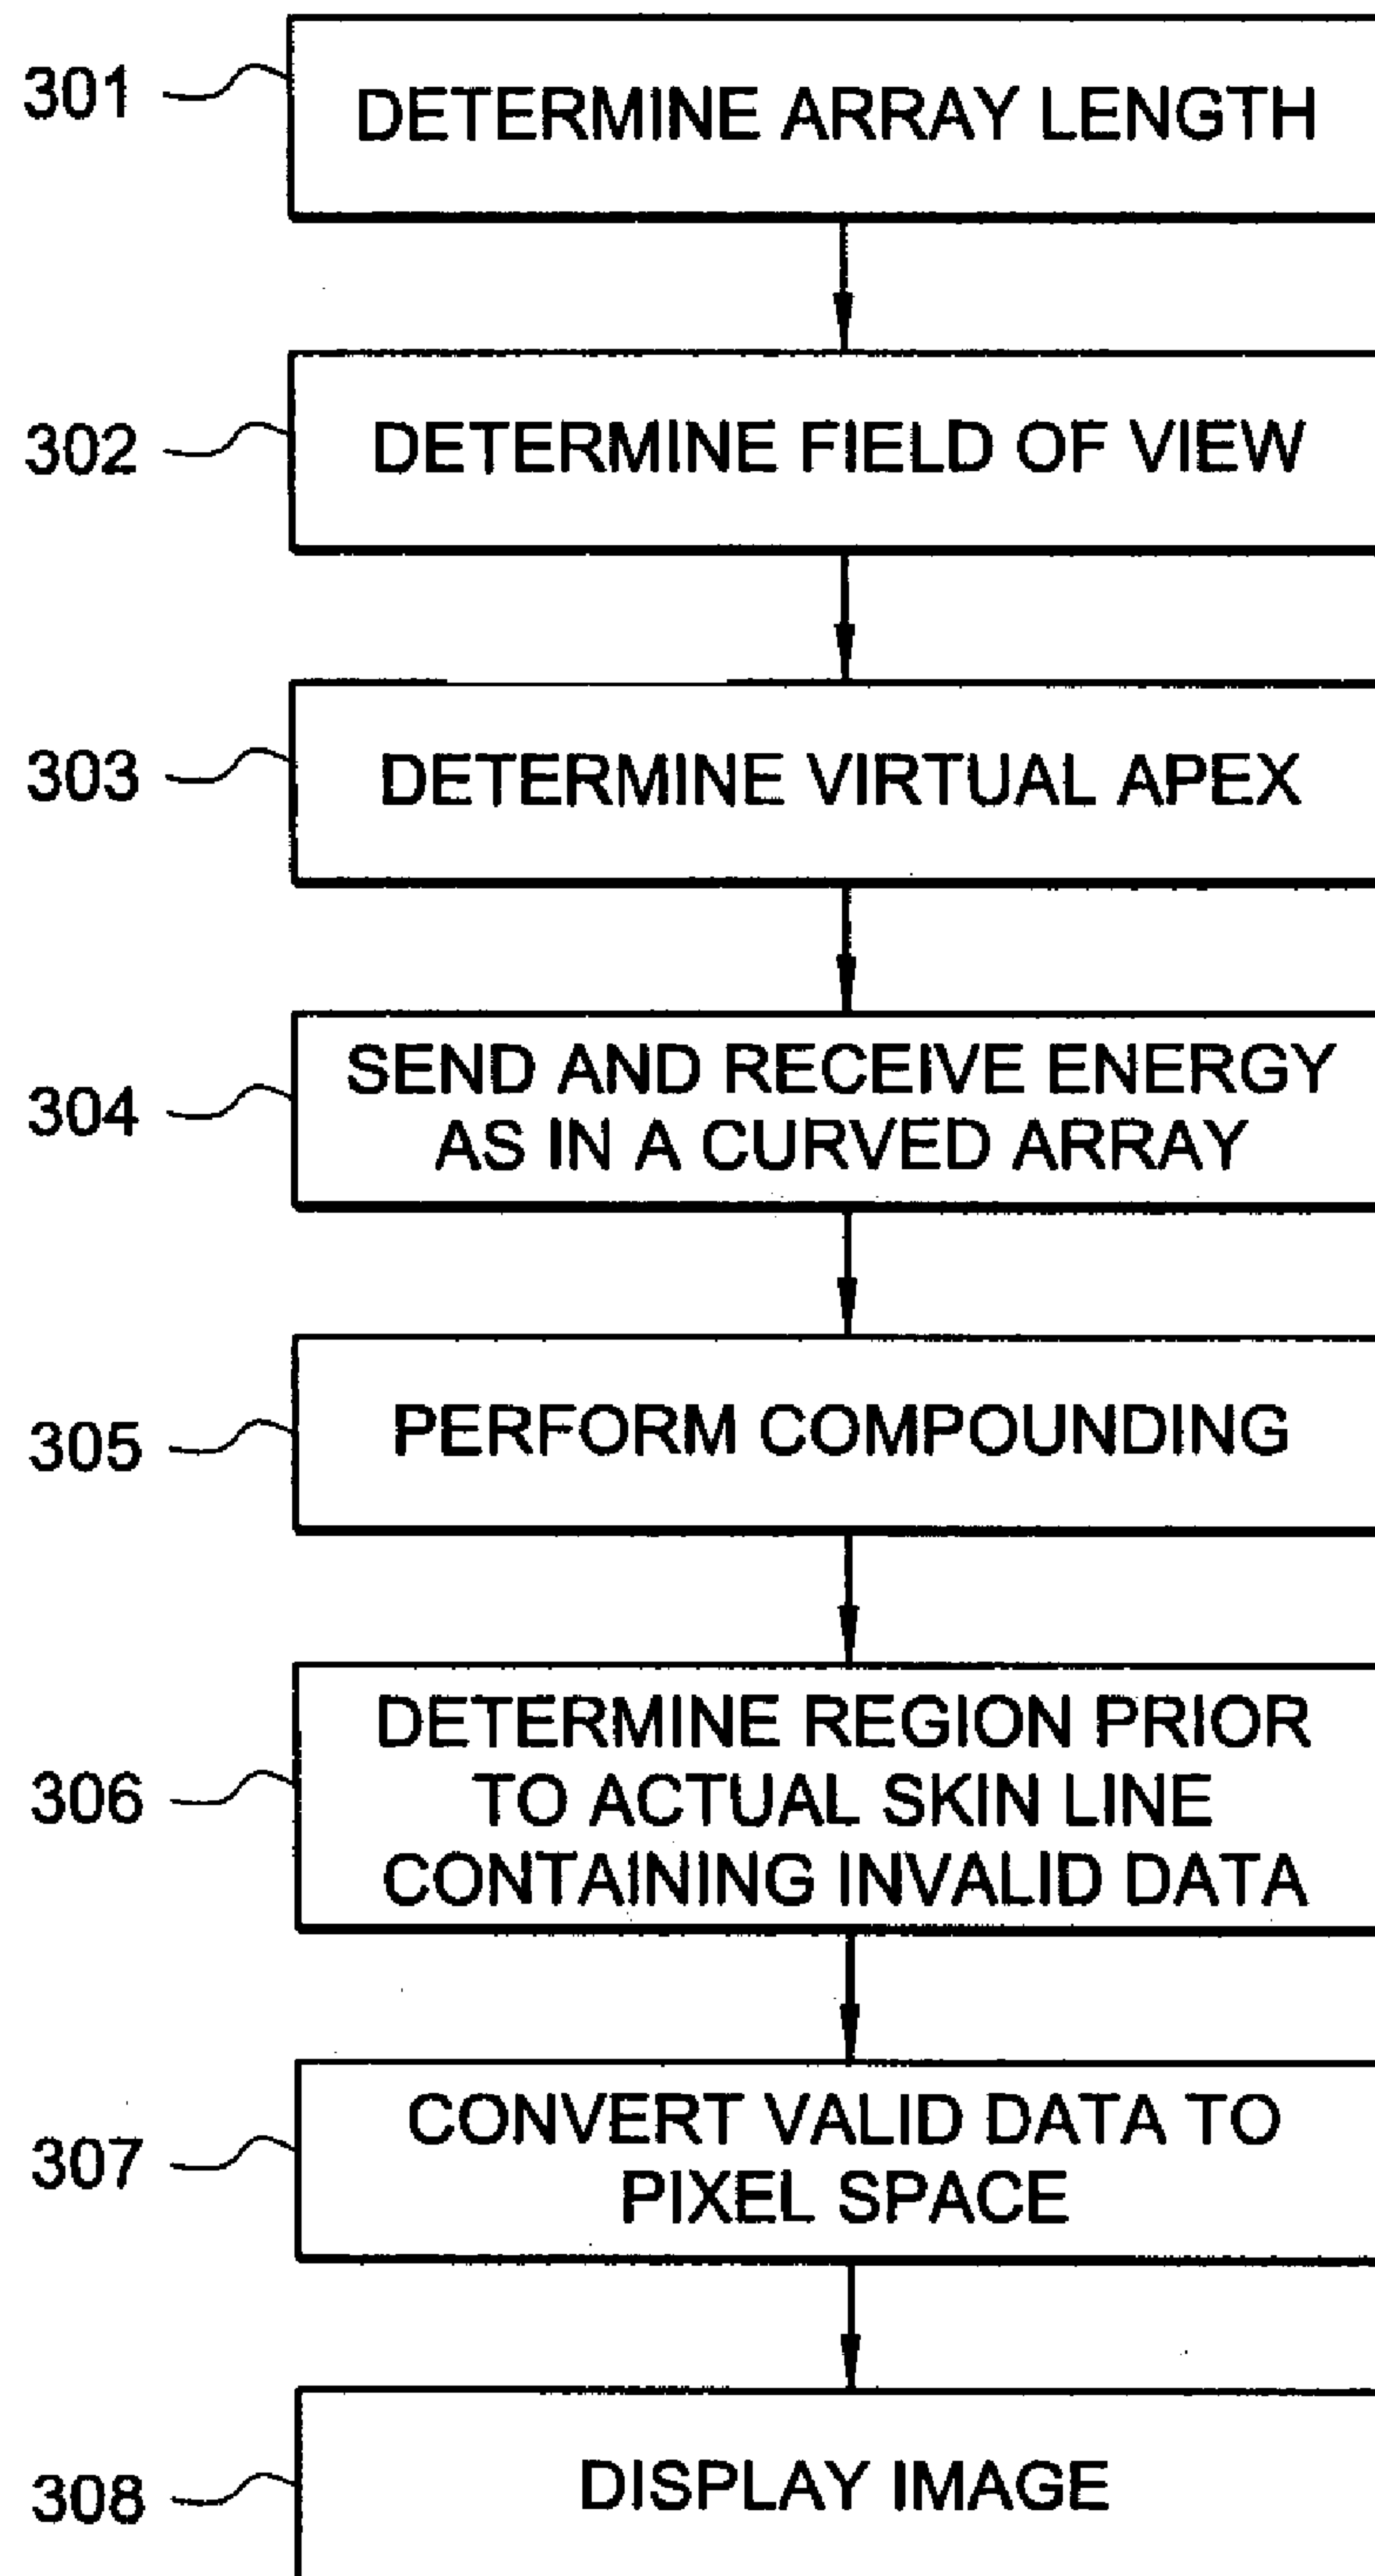 301
DETERMINE ARRAY LENGTH
302
DETERMINE FIELD OF VIEW
303
DETERMINE VIRTUAL APEX
304
SEND AND RECEIVE ENERGY
AS IN A CURVED ARRAY
305
PERFORM COMPOUNDING
306
DETERMINE REGION PRIOR
TO ACTUAL SKIN LINE
CONTAINING INVALID DATA
307
CONVERT VALID DATA TO
PIXEL SPACE
308
DISPLAY IMAGE